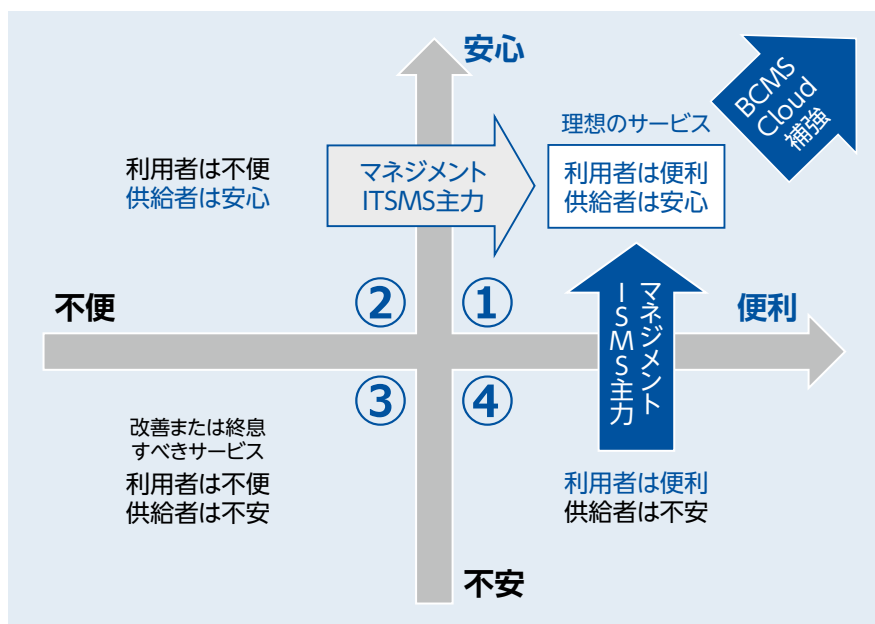 安心
BCMS
Cloud
補強
理想のサービス
利用者は不便
供給者は安心
マネジメント
ITSMS主力
利用者は便利
供給者は安心
不便
②
①
便利
マネジメント
ISMS主力
③
④
改善または終息
すべきサービス
利用者は不便
供給者は不安
利用者は便利
供給者は不安
不安